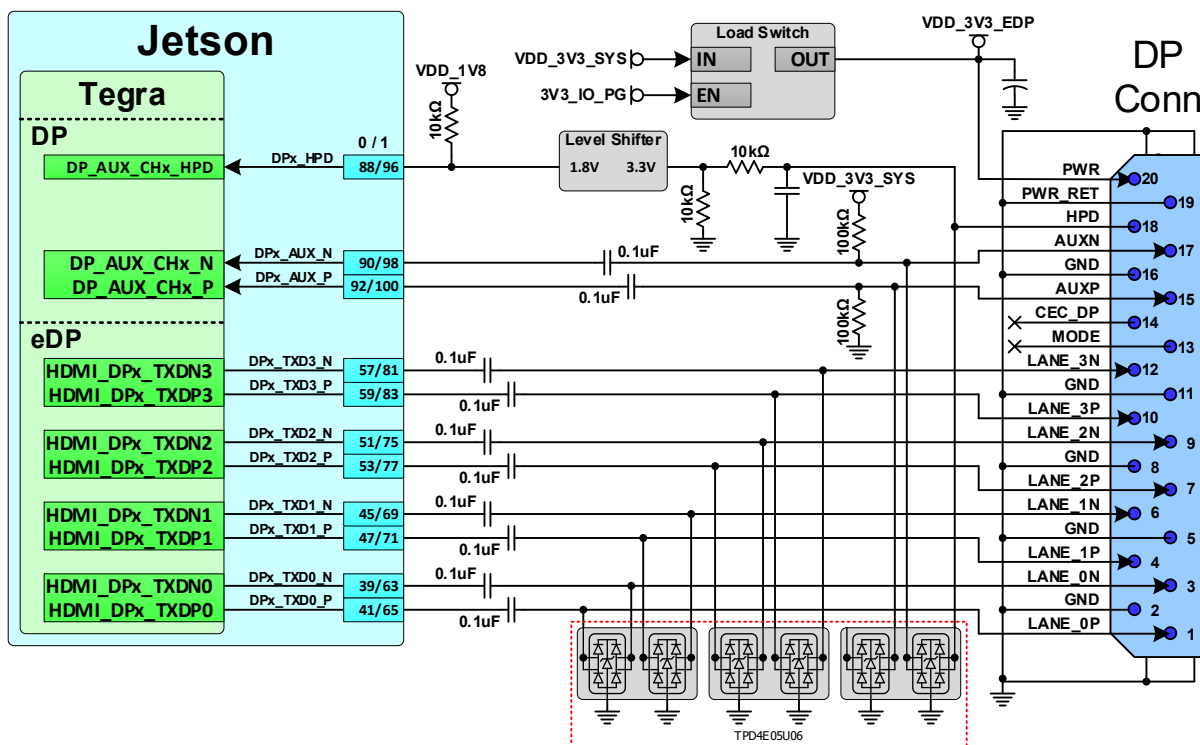 Jetson
Tegra
DP
DP_AUX_CHx_HPD
DP_AUX_CHx_N
DP_AUX_CHx_P
eDP
HDMI_DPx_TXDN3
HDMI_DPx_TXDP3
HDMI_DPx_TXDN2
HDMI_DPx_TXDP2
HDMI_DPx_TXDN1
HDMI_DPx_TXDP1
HDMI_DPx_TXDN0
HDMI_DPx_TXDP0
DPx_HPD
DPx_AUX_N
DPx_AUX_P
DPx_TXD3_N
DPx_TXD3_P
DPx_TXD2_N
DPx_TXD2_P
DPx_TXD1_N
DPx_TXD1_P
DPx_TXD0_N
DPx_TXD0_P
0 / 1
88/96
90/98
92/100
57/81
59/83
51/75
53/77
45/69
47/71
39/63
41/65
VDD_1V8
10kΩ
Level Shifter
1.8V 3.3V
10kΩ
10kΩ
VDD_3V3_SYS
3V3_IO_PG
Load Switch
IN
OUT
EN
VDD_3V3_EDP
VDD_3V3_SYS
100kΩ
100kΩ
0.1uF
0.1uF
0.1uF
0.1uF
0.1uF
0.1uF
0.1uF
0.1uF
0.1uF
0.1uF
TPD4E05U06
DP
Conn
PWR 20
PWR_RET 19
HPD 18
AUXN 17
GND 16
AUXP 15
CEC_DP 14
MODE 13
LANE_3N 12
GND 11
LANE_3P 10
LANE_2N 9
GND 8
LANE_2P 7
LANE_1N 6
GND 5
LANE_1P 4
LANE_0N 3
GND 2
LANE_0P 1